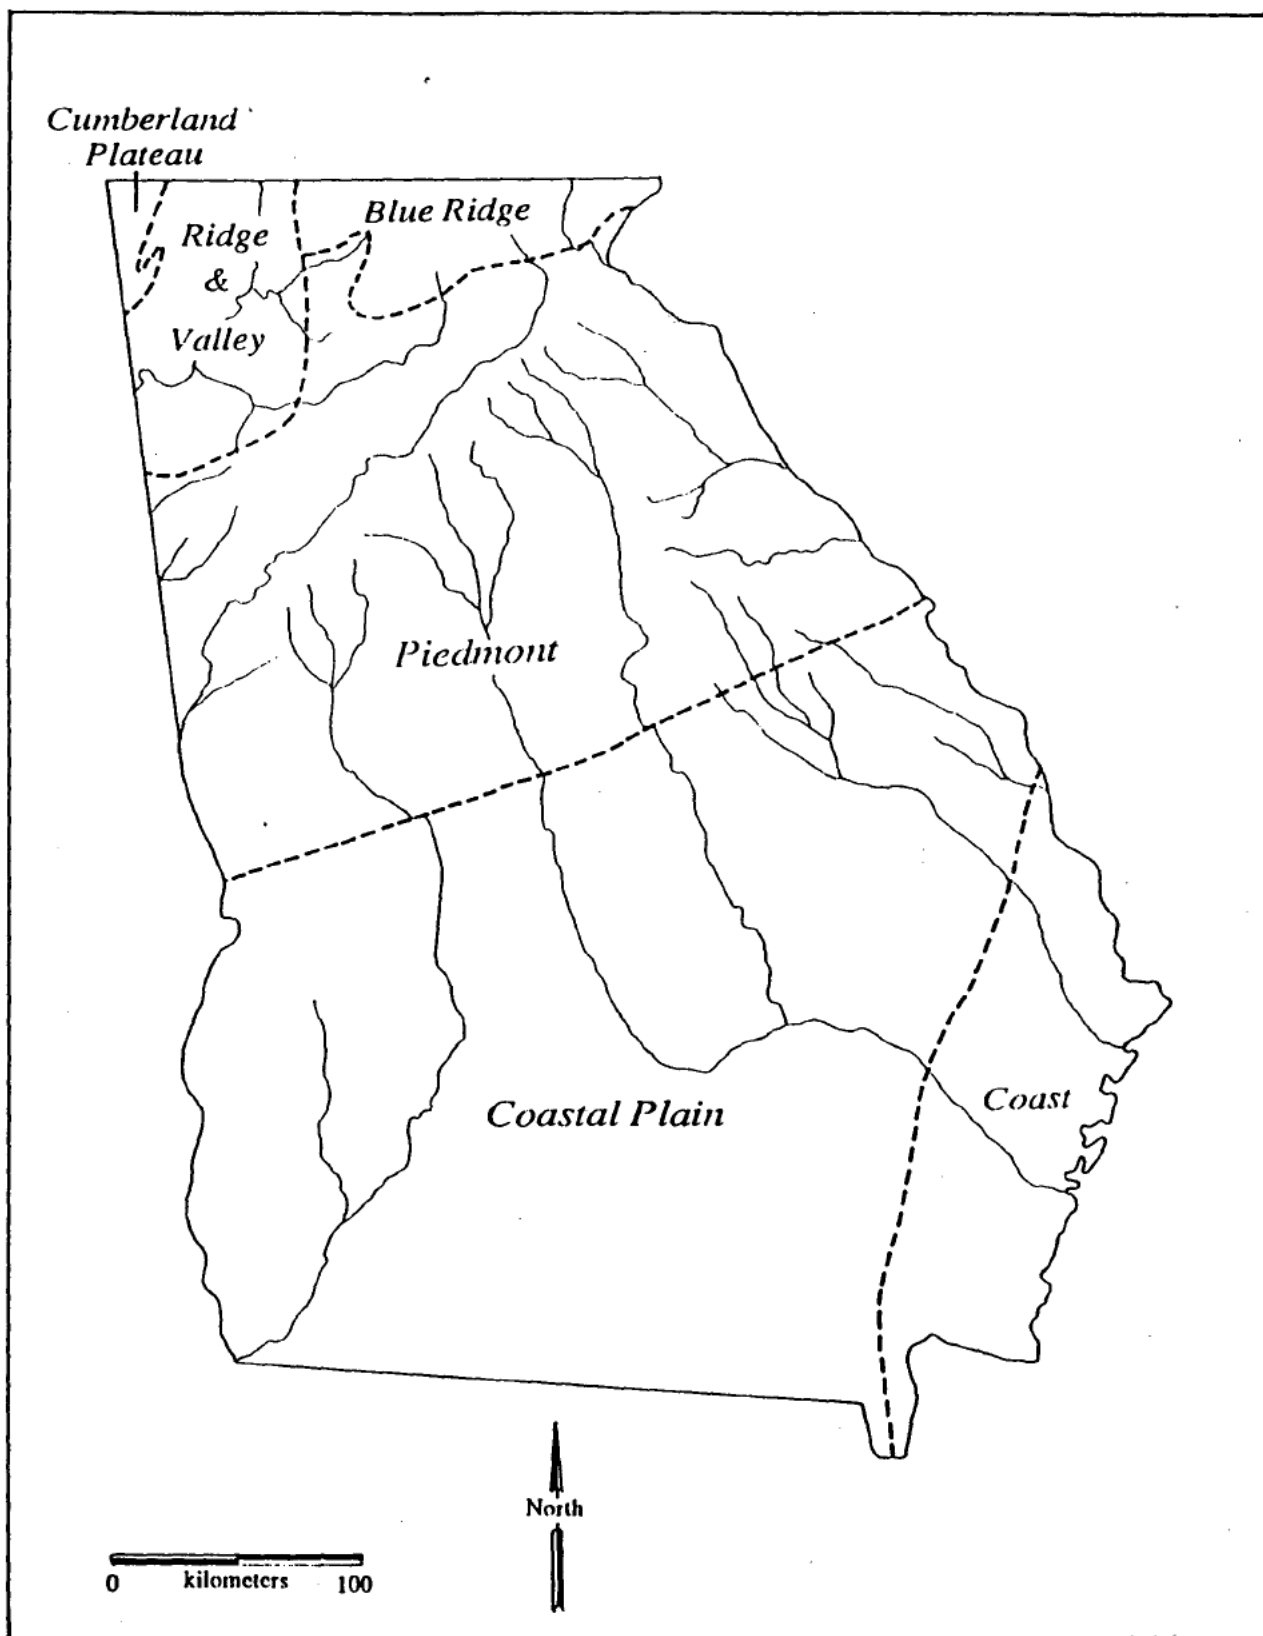 Cumberland
Plateau
Blue Ridge
Ridge
&
Valley
Piedmont
Coastal Plain
Coast
North
0 kilometers 100